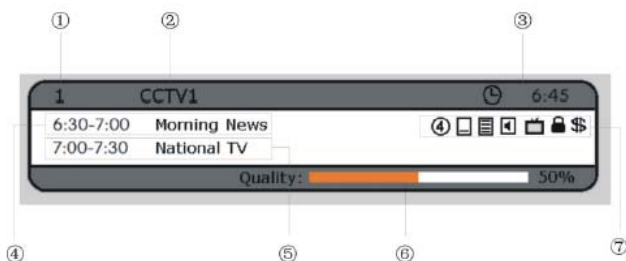 ① ② ③
1 CCTV1 6:45
6:30-7:00 Morning News ④ $
7:00-7:30 National TV
Quality: 50%
④ ⑤ ⑥ ⑦